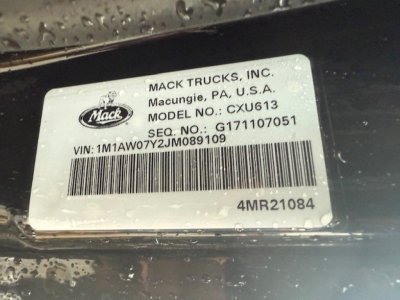 MACK TRUCKS, INC.
Macungie, PA, U.S.A.
MODEL NO.: CXU613
SEQ. NO.: G171107051
Mack
VIN: 1M1AW07Y2JM089109
4MR21084